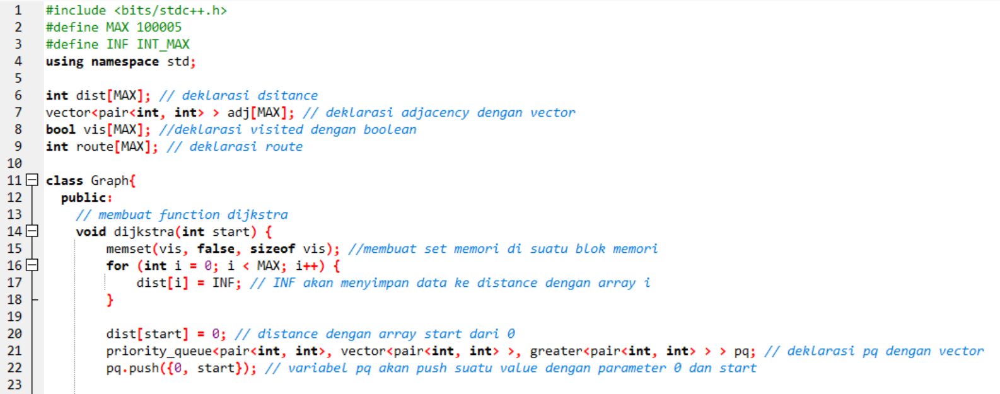 1 #include <bits/stdc++.h>
2 #define MAX 100005
3 #define INF INT_MAX
4 using namespace std;
5
6 int dist[MAX]; // deklarasi dsitance
7 vector<pair<int, int> > adj[MAX]; // deklarasi adjacency dengan vector
8 bool vis[MAX]; //deklarasi visited dengan boolean
9 int route[MAX]; // deklarasi route
10
11 class Graph{
12 public:
13 // membuat function dijkstra
14 void dijkstra(int start) {
15 memset(vis, false, sizeof vis); //membuat set memori di suatu blok memori
16 for (int i = 0; i < MAX; i++) {
17 dist[i] = INF; // INF akan menyimpan data ke distance dengan array i
18 }
19
20 dist[start] = 0; // distance dengan array start dari 0
21 priority_queue<pair<int, int>, vector<pair<int, int> >, greater<pair<int, int> > > pq; // deklarasi pq dengan vector
22 pq.push({0, start}); // variabel pq akan push suatu value dengan parameter 0 dan start
23